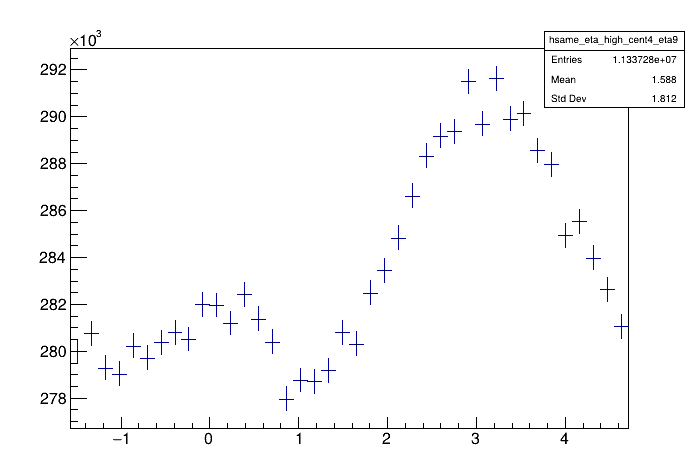 ×10³
hsame_eta_high_cent4_eta9
Entries 1.133728e+07
Mean 1.588
Std Dev 1.812
292
290
288
286
284
282
280
278
−1 0 1 2 3 4